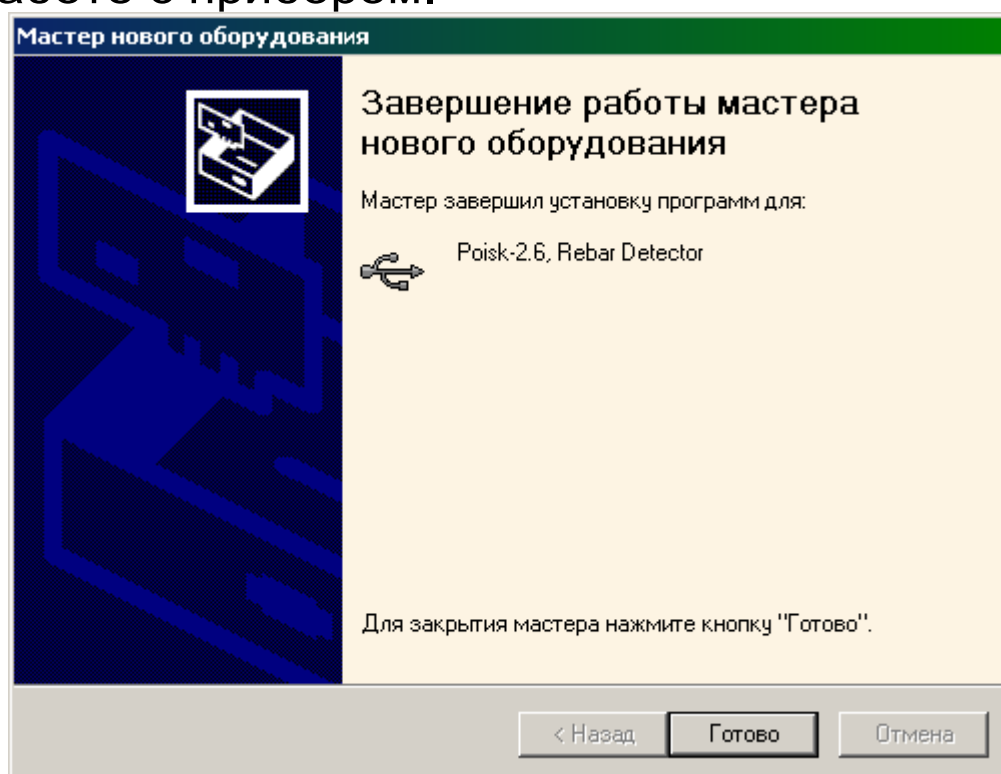 с прибором.
Мастер нового оборудования
Завершение работы мастера
нового оборудования
Мастер завершил установку программ для:
Poisk-2.6, Rebar Detector
Для закрытия мастера нажмите кнопку "Готово".
< Назад
Готово
Отмена